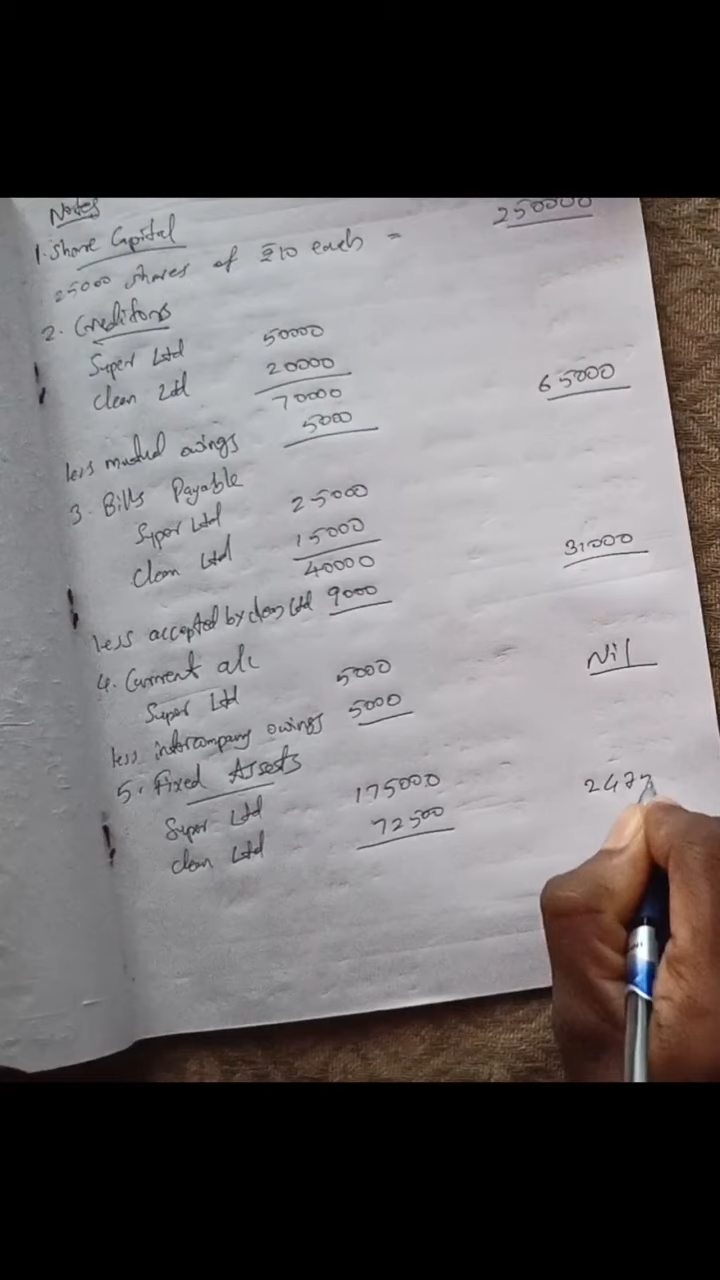 Notes
1. Share Capital
25000 shares of ₹10 each = 250000
2. Creditors
Super Ltd 50000
Clean Ltd 20000
70000 65000
less mutual owings 5000
3. Bills Payable
Super Ltd 25000
Clean Ltd 15000
40000 31000
less accepted by clean Ltd 9000
4. Current a/c
Super Ltd 5000 Nil
less intercompany owings 5000
5. Fixed Assets
Super Ltd 175000 247
Clean Ltd 72500